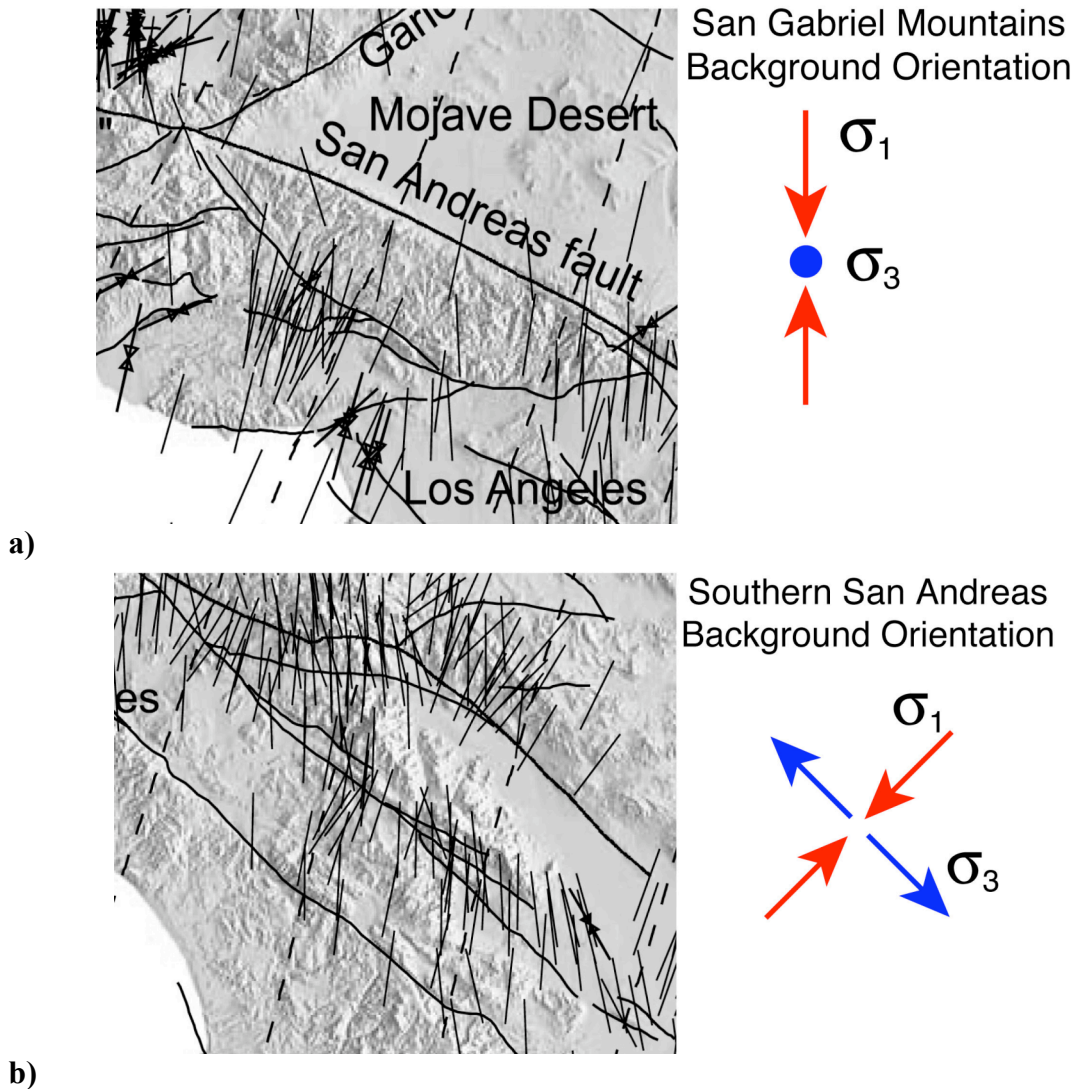 Garlo
Mojave Desert
San Andreas fault
"
Los Angeles
San Gabriel Mountains
Background Orientation
σ1
σ3
a)
es
Southern San Andreas
Background Orientation
σ1
σ3
b)